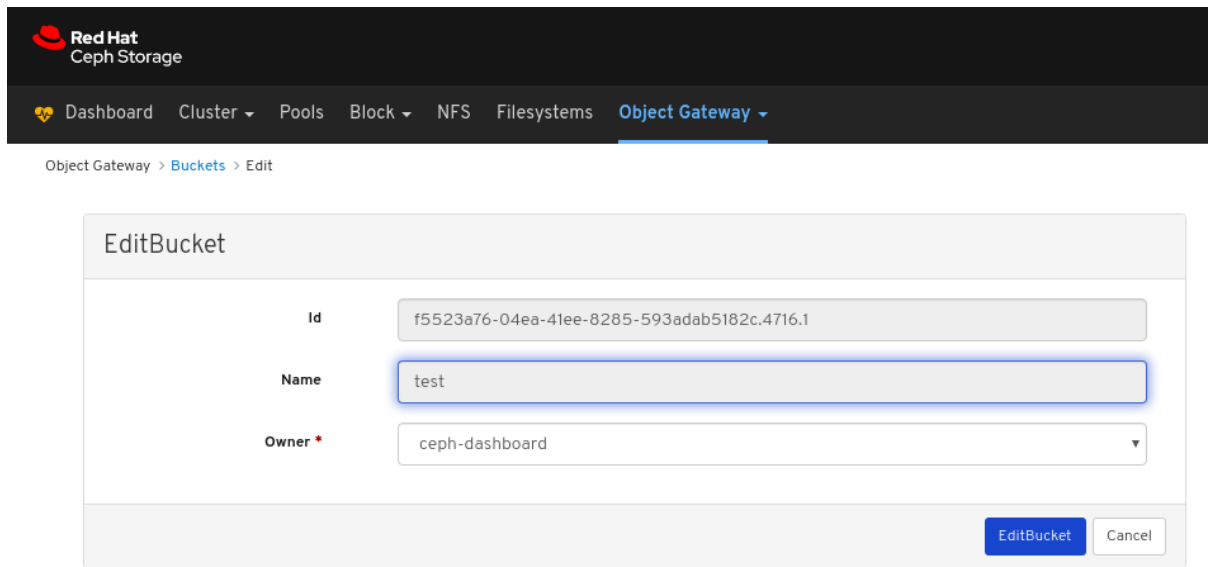 Red Hat
Ceph Storage
Dashboard Cluster Pools Block NFS Filesystems Object Gateway
Object Gateway > Buckets > Edit
EditBucket
Id f5523a76-04ea-41ee-8285-593adab5182c.4716.1
Name test
Owner * ceph-dashboard
EditBucket Cancel